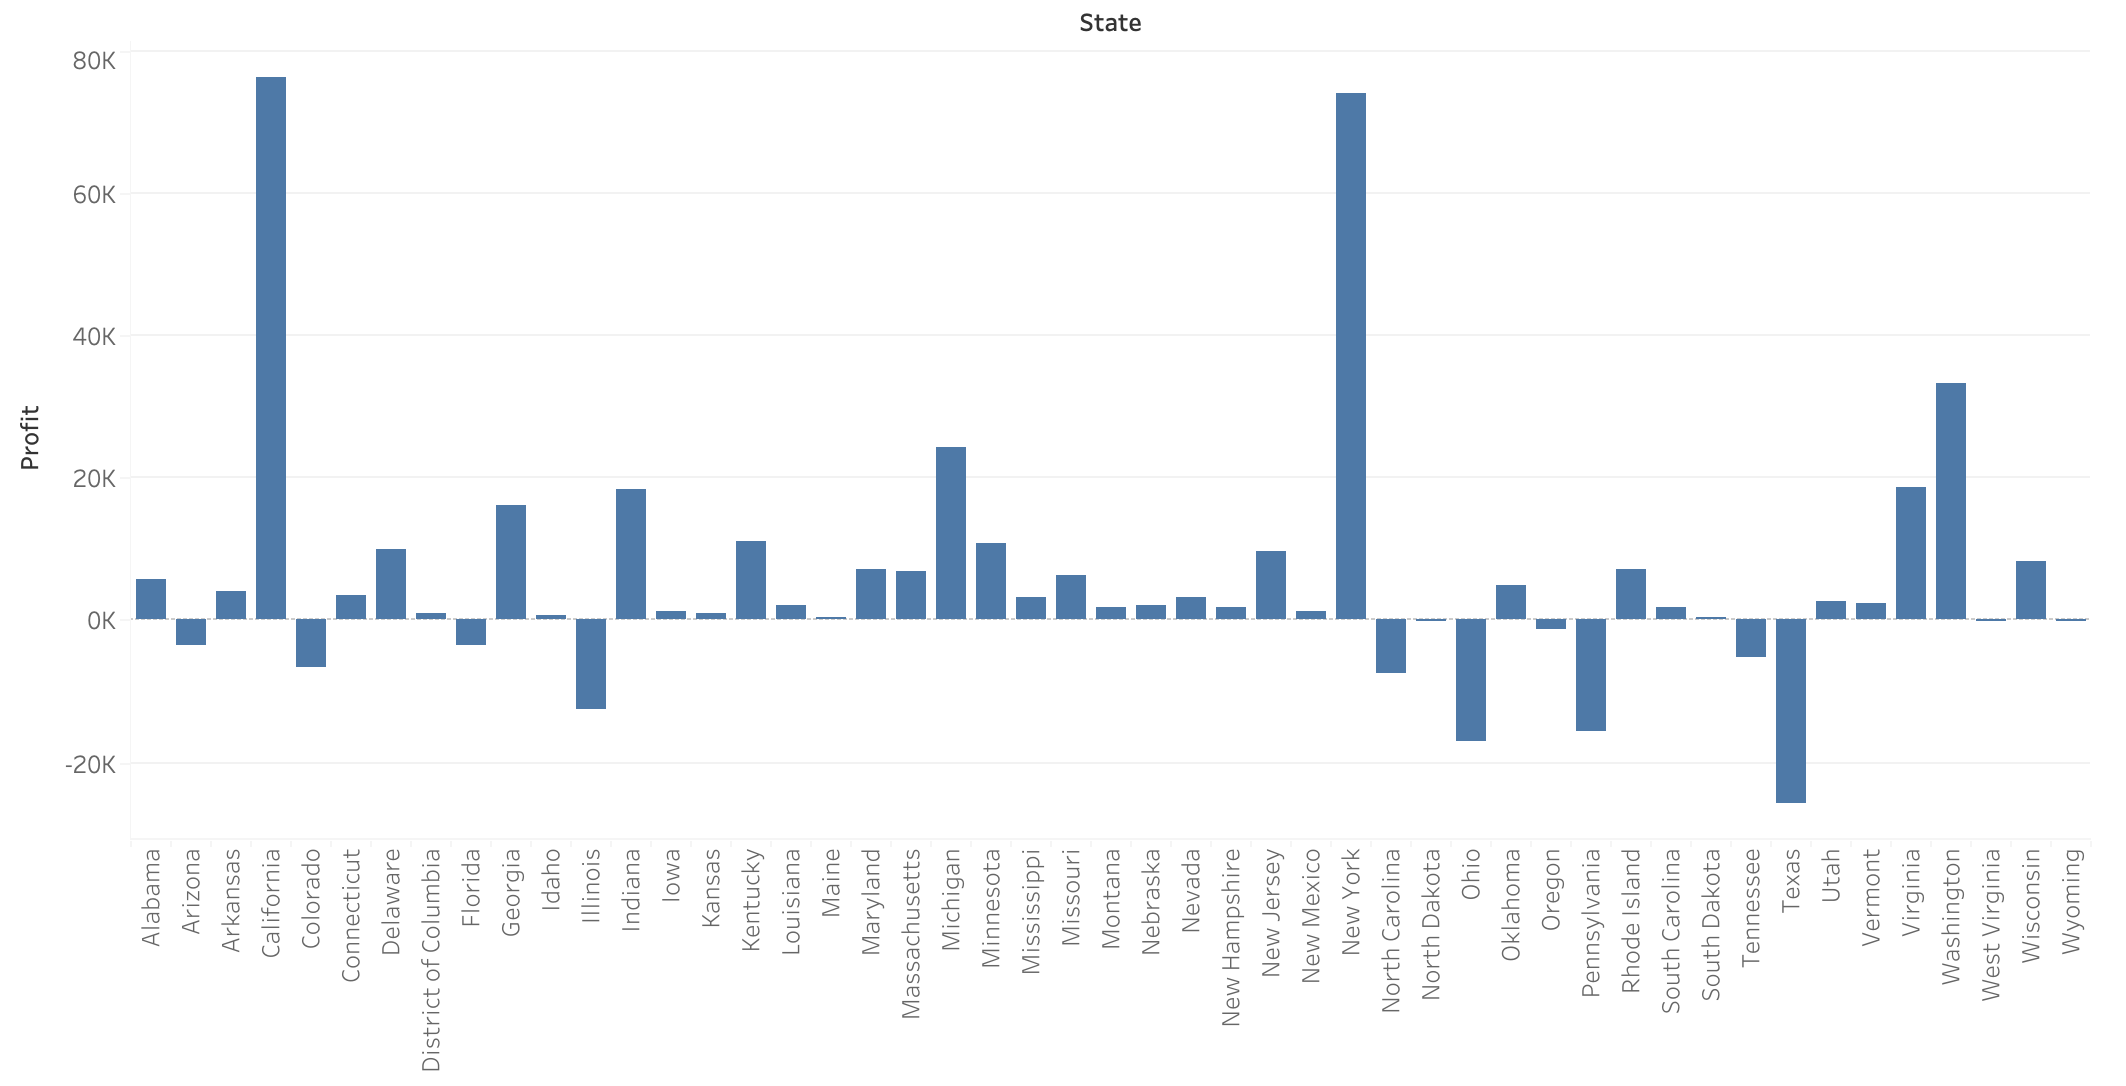 State
80K
60K
40K
20K
0K
-20K
Profit
Alabama
Arizona
Arkansas
California
Colorado
Connecticut
Delaware
District of Columbia
Florida
Georgia
Idaho
Illinois
Indiana
Iowa
Kansas
Kentucky
Louisiana
Maine
Maryland
Massachusetts
Michigan
Minnesota
Mississippi
Missouri
Montana
Nebraska
Nevada
New Hampshire
New Jersey
New Mexico
New York
North Carolina
North Dakota
Ohio
Oklahoma
Oregon
Pennsylvania
Rhode Island
South Carolina
South Dakota
Tennessee
Texas
Utah
Vermont
Virginia
Washington
West Virginia
Wisconsin
Wyoming